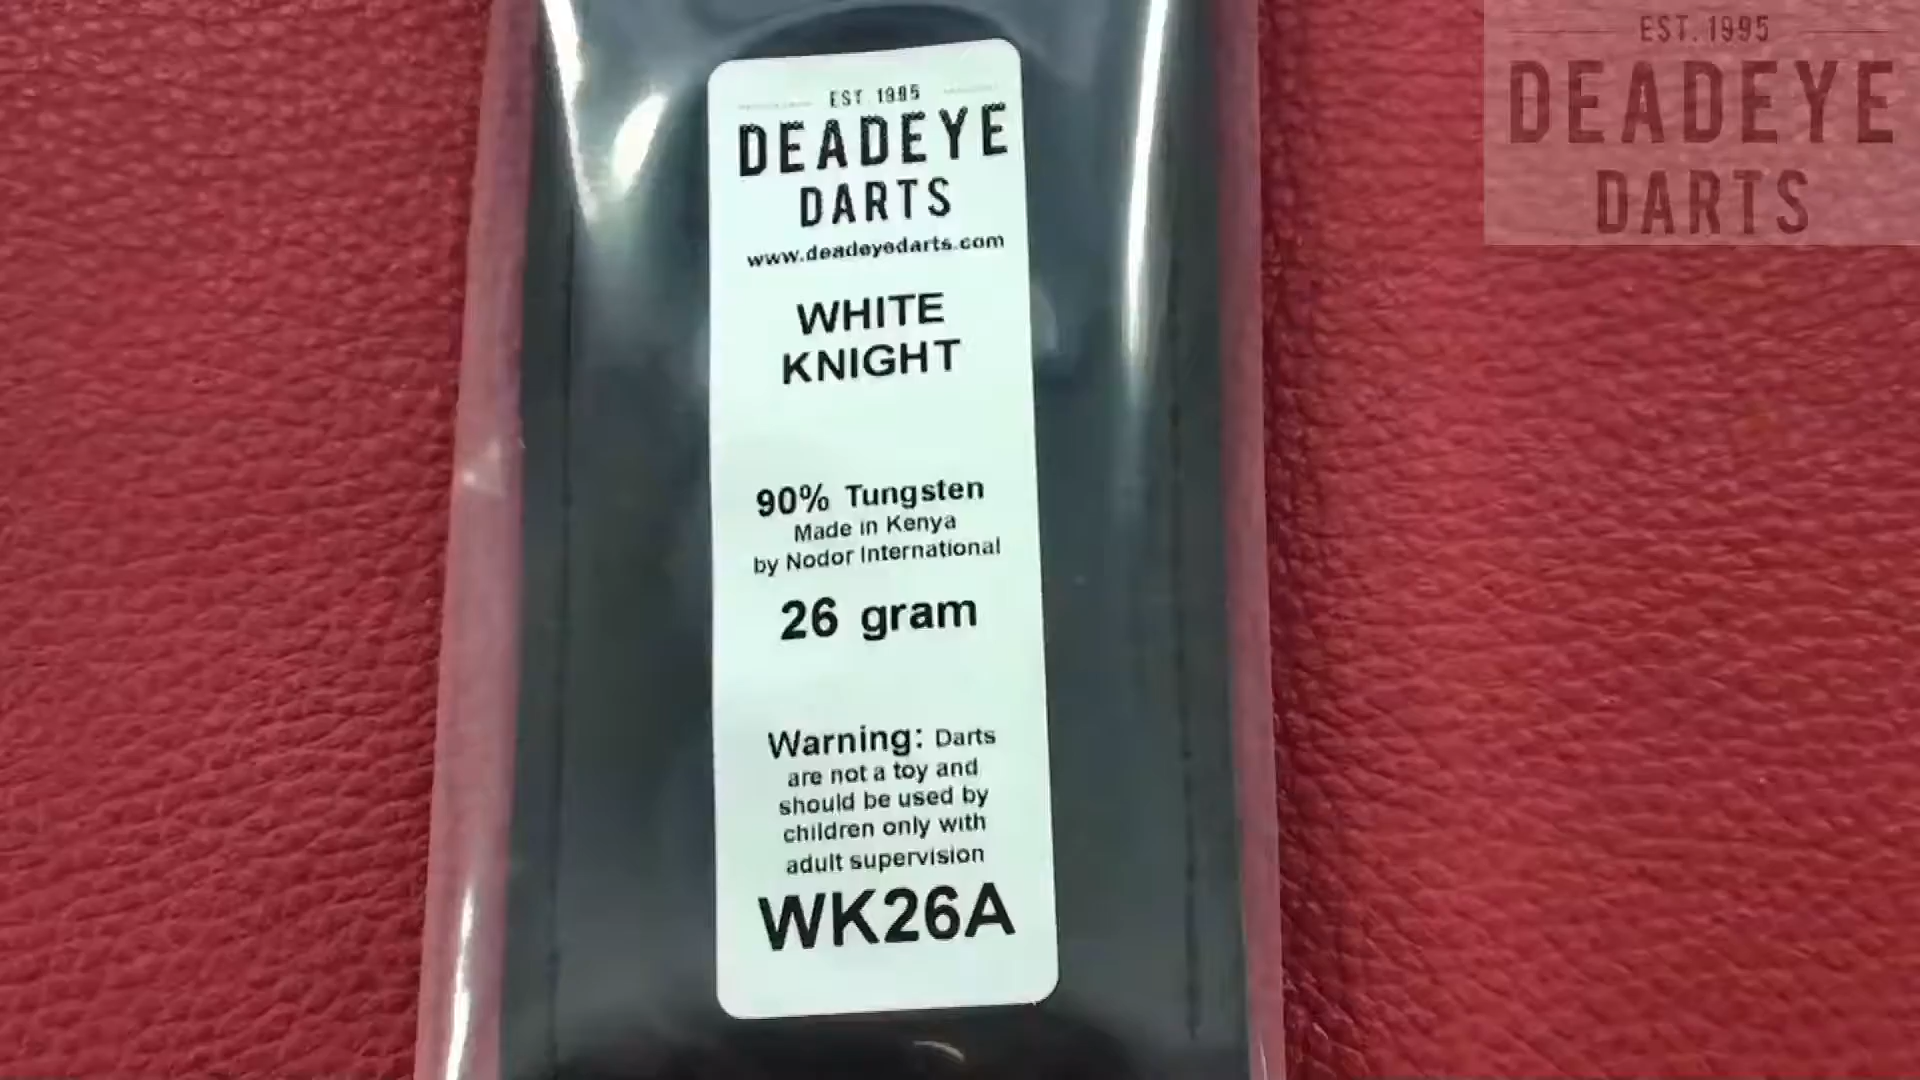 EST. 1995
DEADEYE
DARTS
www.deadeyedarts.com
WHITE
KNIGHT
90% Tungsten
Made in Kenya
by Nodor International
26 gram
Warning: Darts
are not a toy and
should be used by
children only with
adult supervision
WK26A
EST. 1995
DEADEYE
DARTS